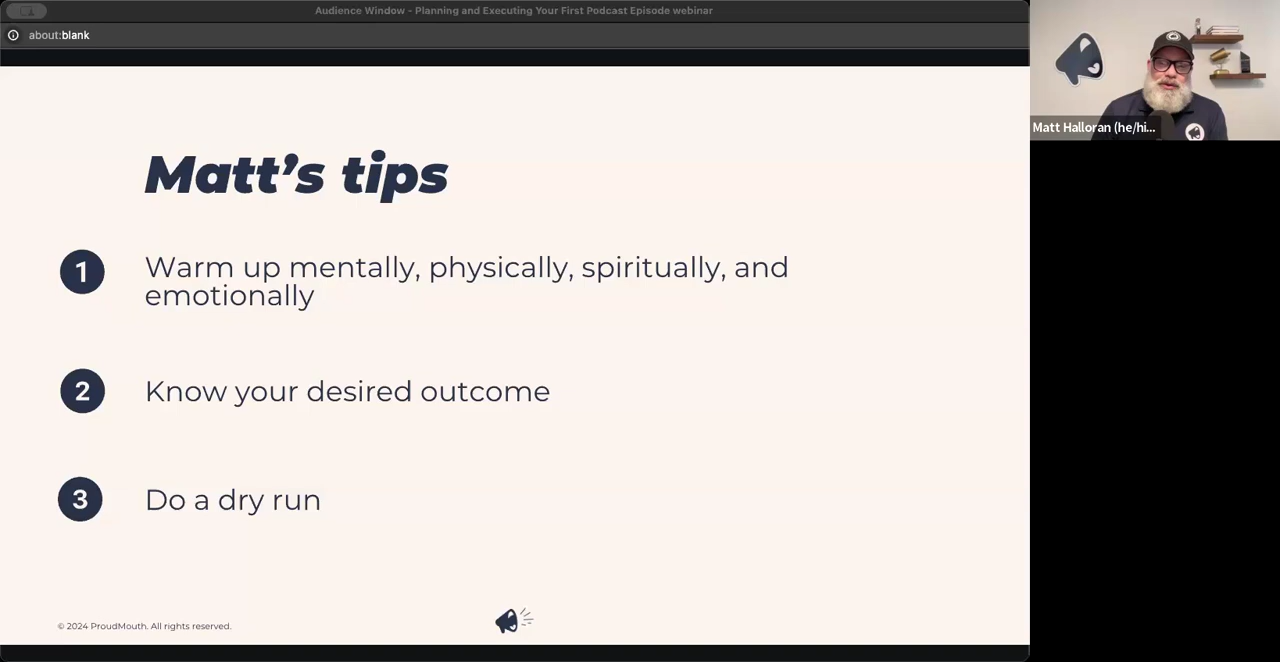 Audience Window - Planning and Executing Your First Podcast Episode webinar
about:blank
Matt Halloran (he/hi...
Matt's tips
1 Warm up mentally, physically, spiritually, and
emotionally
2 Know your desired outcome
3 Do a dry run
© 2024 ProudMouth. All rights reserved.